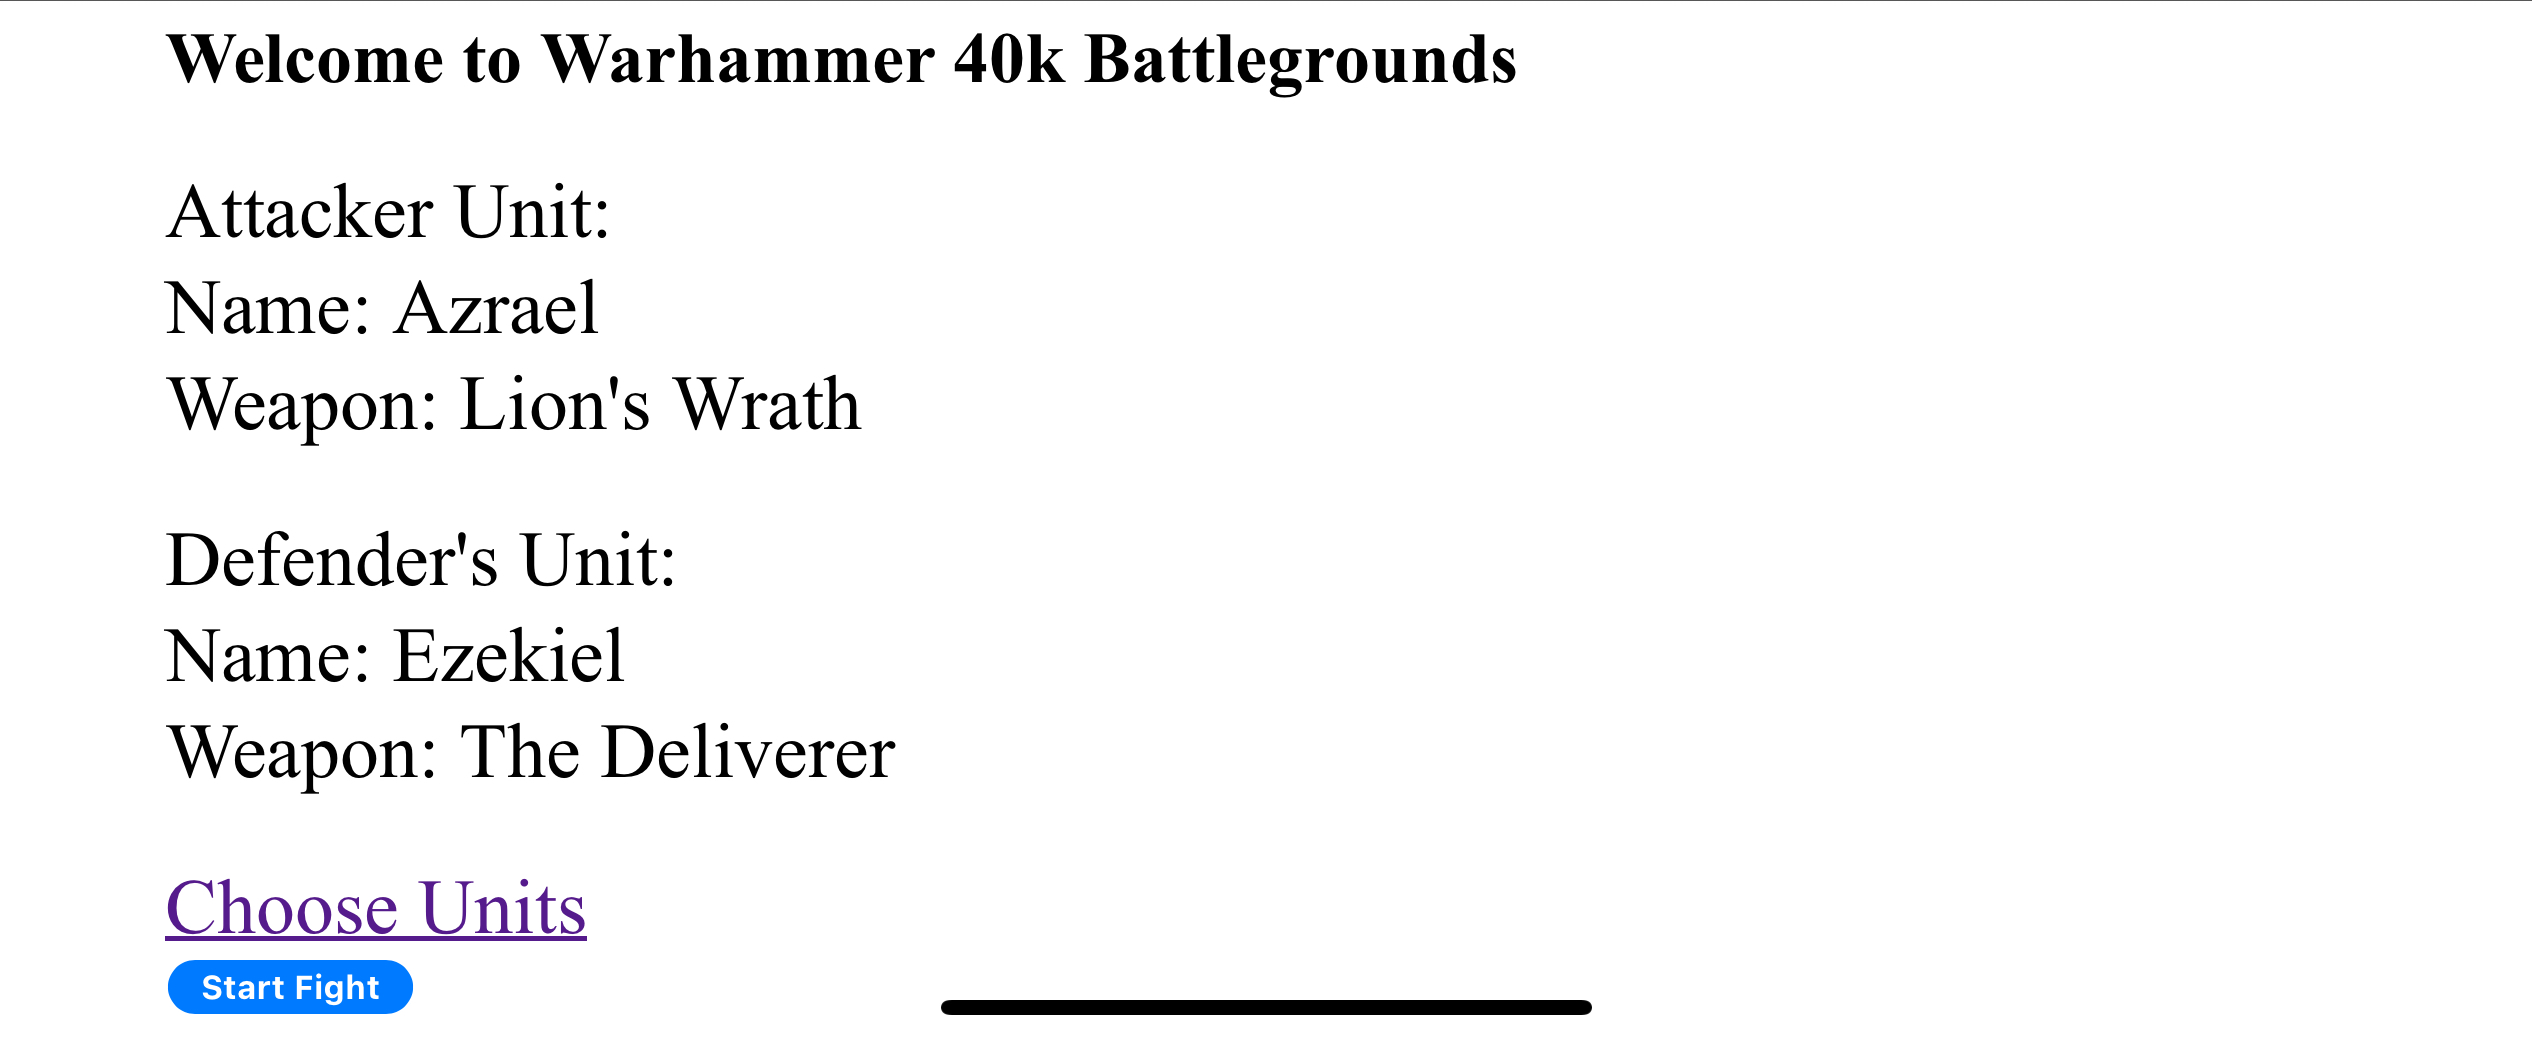 Welcome to Warhammer 40k Battlegrounds
Attacker Unit:
Name: Azrael
Weapon: Lion's Wrath
Defender's Unit:
Name: Ezekiel
Weapon: The Deliverer
Choose Units
Start Fight